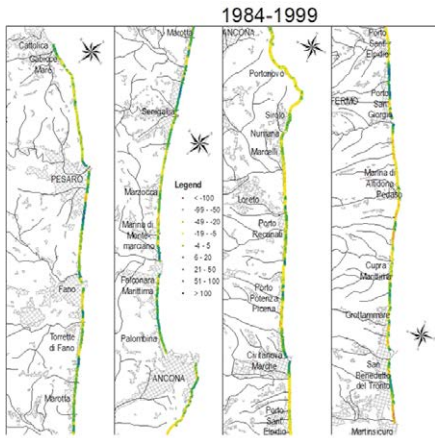 1984-1999
Cattolica
Gabicce
Mare
PESARO
Fano
Torrette
di Fano
Marotta
Marotta
Senigallia
Marzocca
Marina di
Monte-
marciano
Falconara
Marittima
Palombina
ANCONA
Legend
< -100
-99 - -50
-49 - -20
-19 - -5
-4 - 5
6 - 20
21 - 50
51 - 100
> 100
ANCONA
Portonovo
Sirolo
Numana
Marcelli
Loreto
Porto
Recanati
Porto
Potenza
Picena
Civitanova
Marche
Porto
Sant'
Elpidio
Porto
Sant'
Elpidio
FERMO
Porto
San
Giorgio
Marina di
Altidona
Pedaso
Cupra
Marittima
Grottammare
San
Benedetto
del Tronto
Martinsicuro